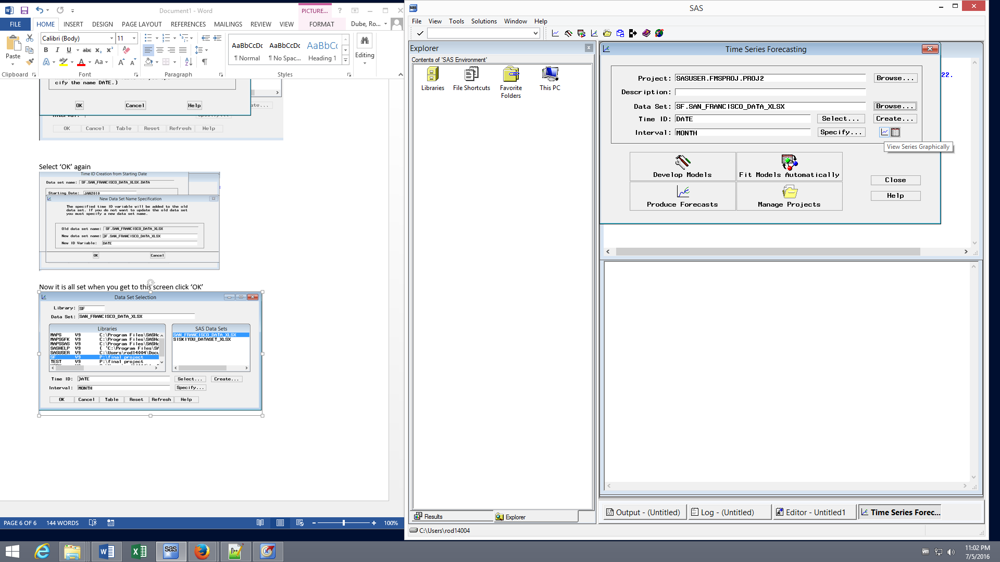 Document1 - Word
PICTURE...
?
FILE
HOME
INSERT
DESIGN
PAGE LAYOUT
REFERENCES
MAILINGS
REVIEW
VIEW
FORMAT
Dube, Ro...
Calibri (Body)
11
Paste
B I U abc x₂ x²
Aa
AaBbCcDc
AaBbCcDc
AaBbCc
¶ Normal
¶ No Spac...
Heading 1
Editing
Clipboard
Font
Paragraph
Styles
cify the name DATE.)
OK
Cancel
Help
OK
Cancel
Table
Reset
Refresh
Help
Select ‘OK’ again
Time ID Creation from Starting Date
Data set name: SF.SAN_FRANCISCO_DATA_XLSX.DATA
Starting Date: JAN2010
New Data Set Name Specification
The specified time ID variable will be added to the old
data set. If you do not want to update the old data set
you must specify a new data set name.
Old data set name: SF.SAN_FRANCISCO_DATA_XLSX
New data set name: SF.SAN_FRANCISCO_DATA_XLSX
New ID Variable: DATE
OK
Cancel
Now it is all set when you get to this screen click ‘OK’
Data Set Selection
Library: SF
Data Set: SAN_FRANCISCO_DATA_XLSX
Libraries
MAPS V9 C:\Program Files\SASHo
MAPSGFK V9 C:\Program Files\SASHo
MAPSSAS V9 C:\Program Files\SASHo
SASHELP V9 ( 'C:\Program Files\SA
SASUSER V9 C:\Users\rod14004\Docu
SF V9 P:\final project
TEST V9 P:\final project
SAS Data Sets
SAN_FRANCISCO_DATA_XLSX
SISKIYOU_DATASET_XLSX
Time ID: DATE
Select...
Create...
Interval: MONTH
Specify...
OK
Cancel
Table
Reset
Refresh
Help
PAGE 6 OF 6
144 WORDS
100%
SAS
File
View
Tools
Solutions
Window
Help
Explorer
Contents of 'SAS Environment'
Libraries
File Shortcuts
Favorite
Folders
This PC
Results
Explorer
C:\Users\rod14004
Time Series Forecasting
Project: SASUSER.FMSPROJ.PROJ2
Browse...
Description:
Data Set: SF.SAN_FRANCISCO_DATA_XLSX
Browse...
Time ID: DATE
Select...
Create...
Interval: MONTH
Specify...
View Series Graphically
22.
Develop Models
Fit Models Automatically
Produce Forecasts
Manage Projects
Close
Help
Output - (Untitled)
Log - (Untitled)
Editor - Untitled1
Time Series Forec...
11:02 PM
7/5/2016